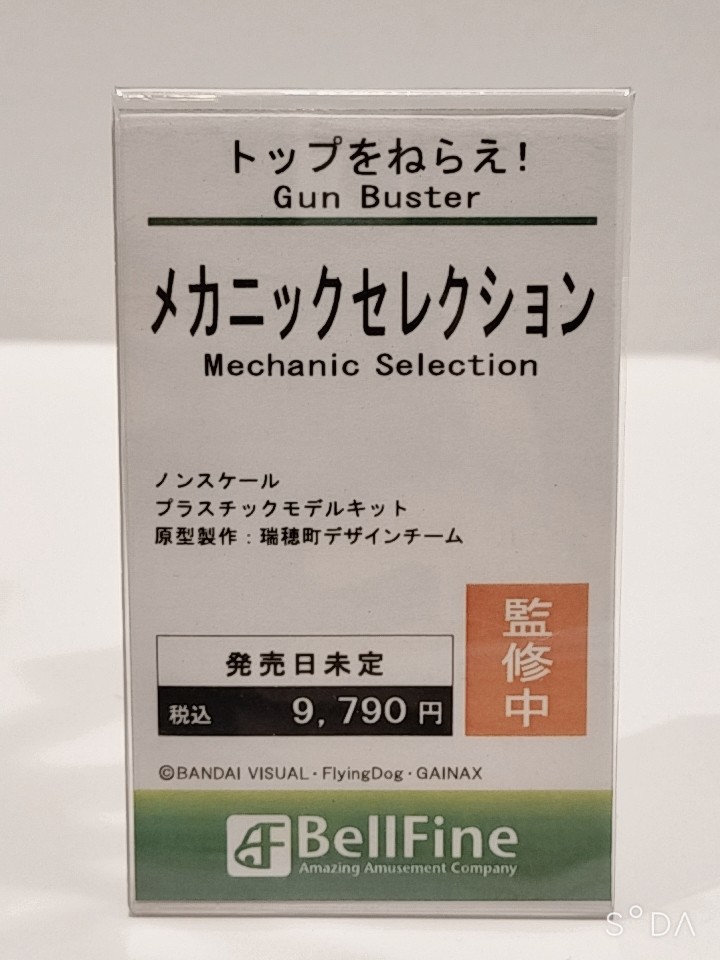 トップをねらえ!
Gun Buster
メカニックセレクション
Mechanic Selection
ノンスケール
プラスチックモデルキット
原型製作：瑞穂町デザインチーム
監修中
発売日未定
税込 9,790円
©BANDAI VISUAL・FlyingDog・GAINAX
BellFine
Amazing Amusement Company
SODA